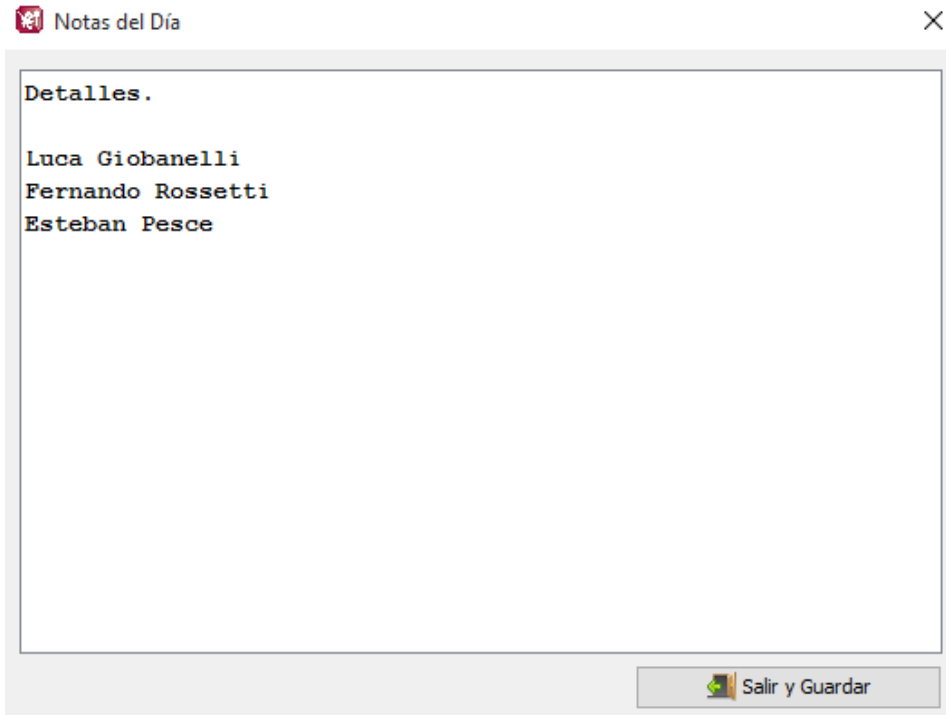 Notas del Día
Detalles.
Luca Giobanelli
Fernando Rossetti
Esteban Pesce
Salir y Guardar